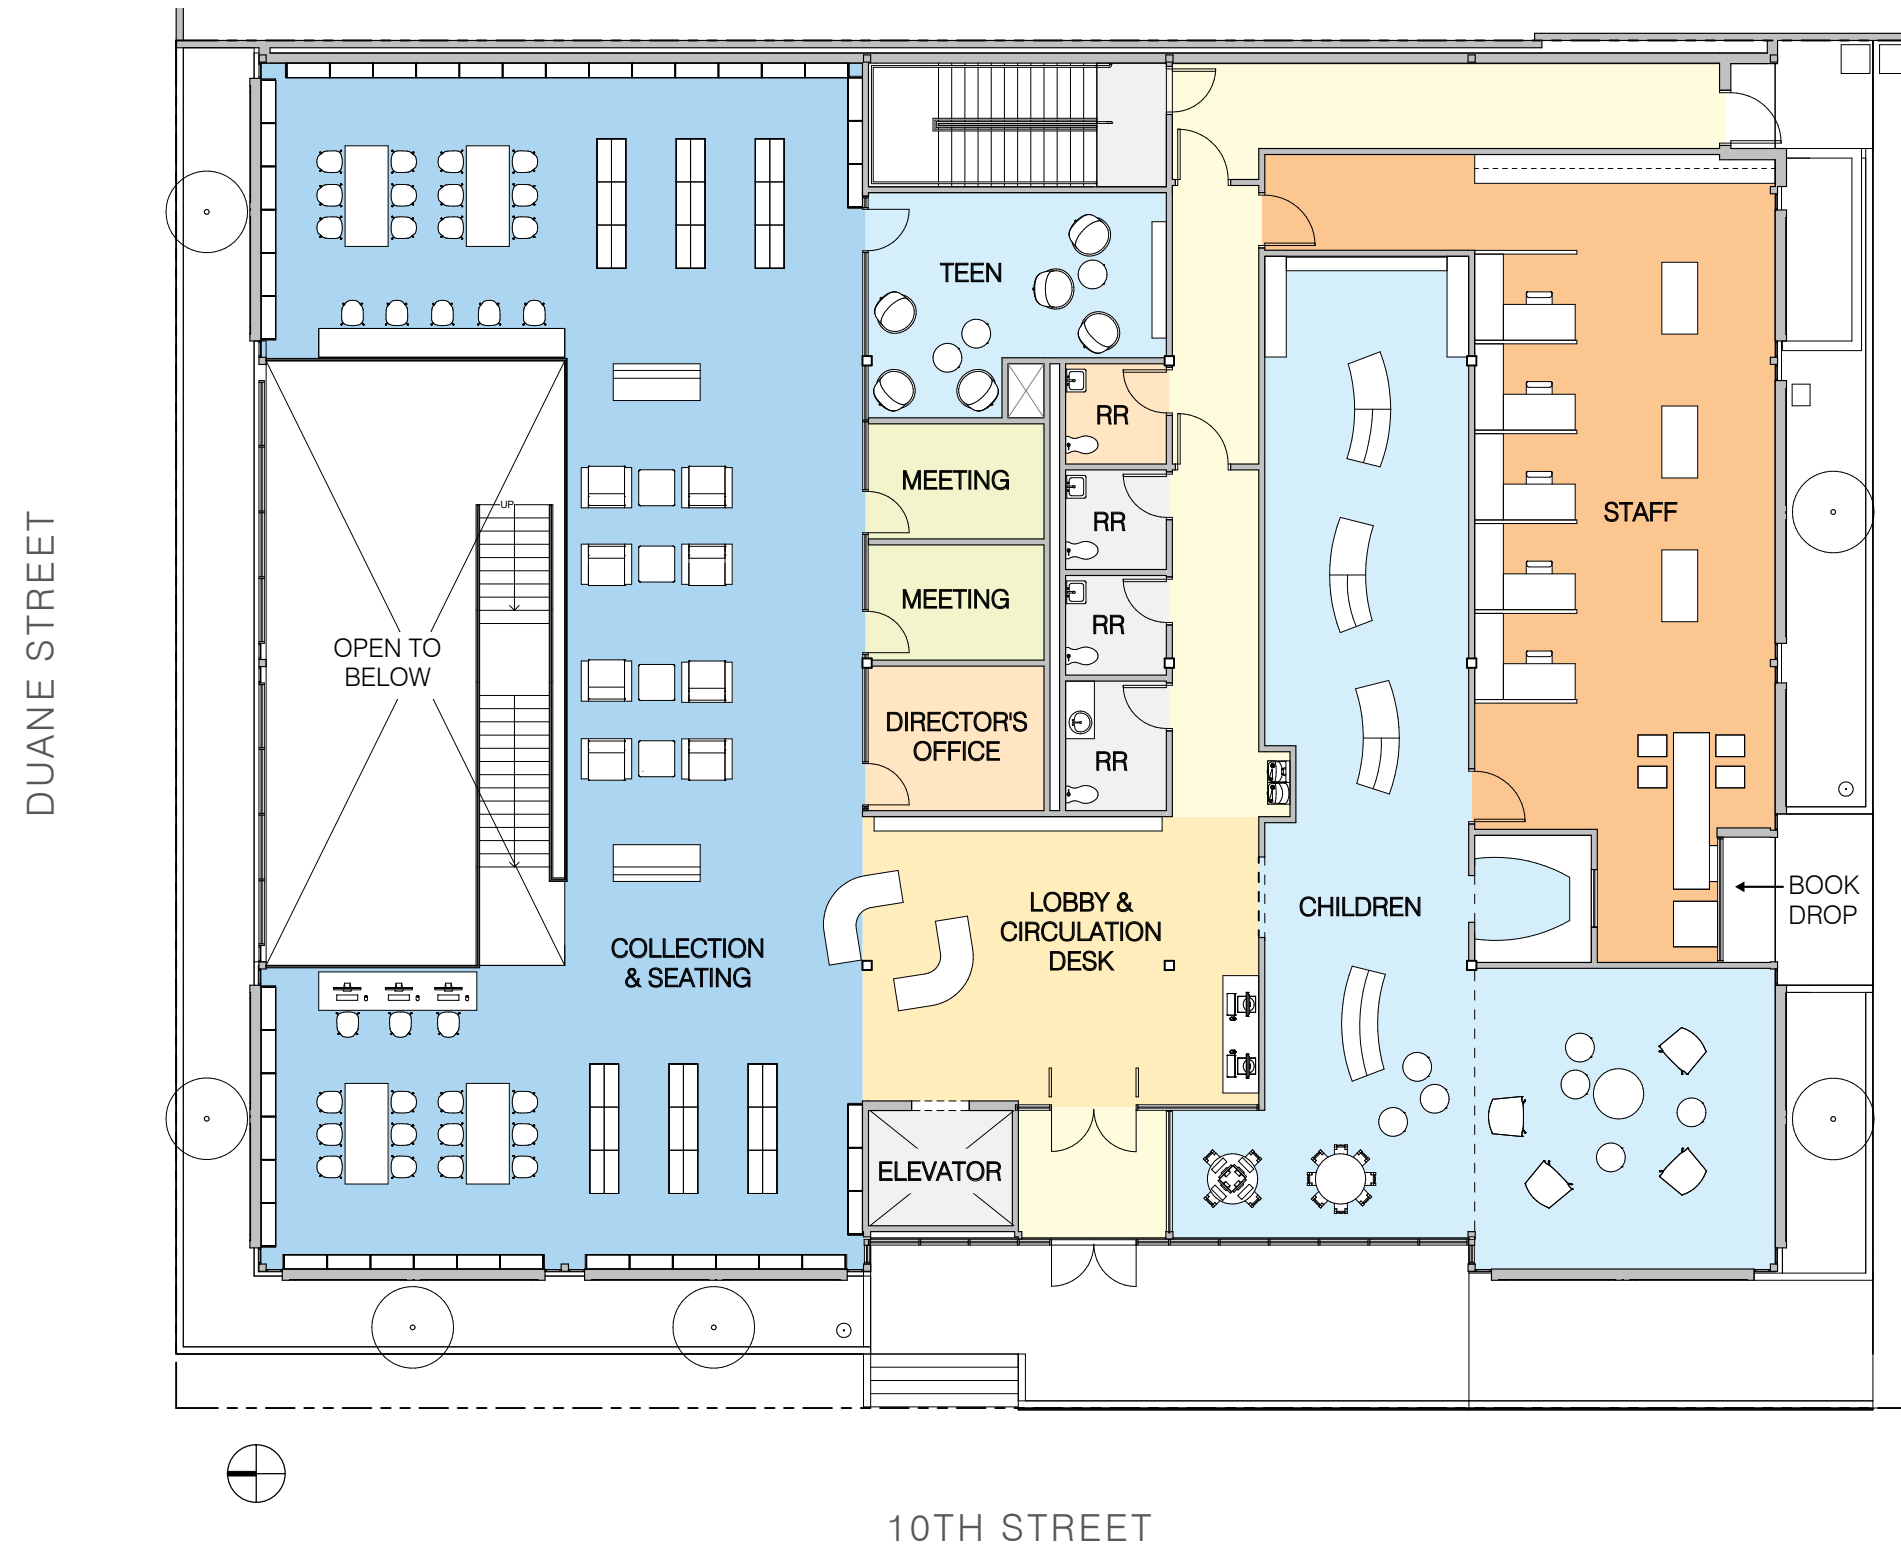 TEEN
RR
MEETING
UP
STAFF
RR
MEETING
RR
OPEN TO
BELOW
DIRECTOR'S
OFFICE
RR
DUANE STREET
BOOK
DROP
LOBBY &
CIRCULATION
DESK
CHILDREN
COLLECTION
& SEATING
ELEVATOR
10TH STREET